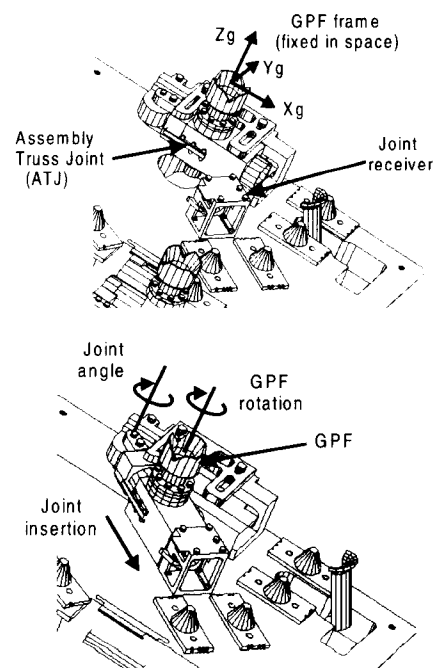 GPF frame
(fixed in space)
Zg
Yg
Xg
Assembly
Truss Joint
(ATJ)
Joint
receiver
Joint
angle
GPF
rotation
GPF
Joint
insertion